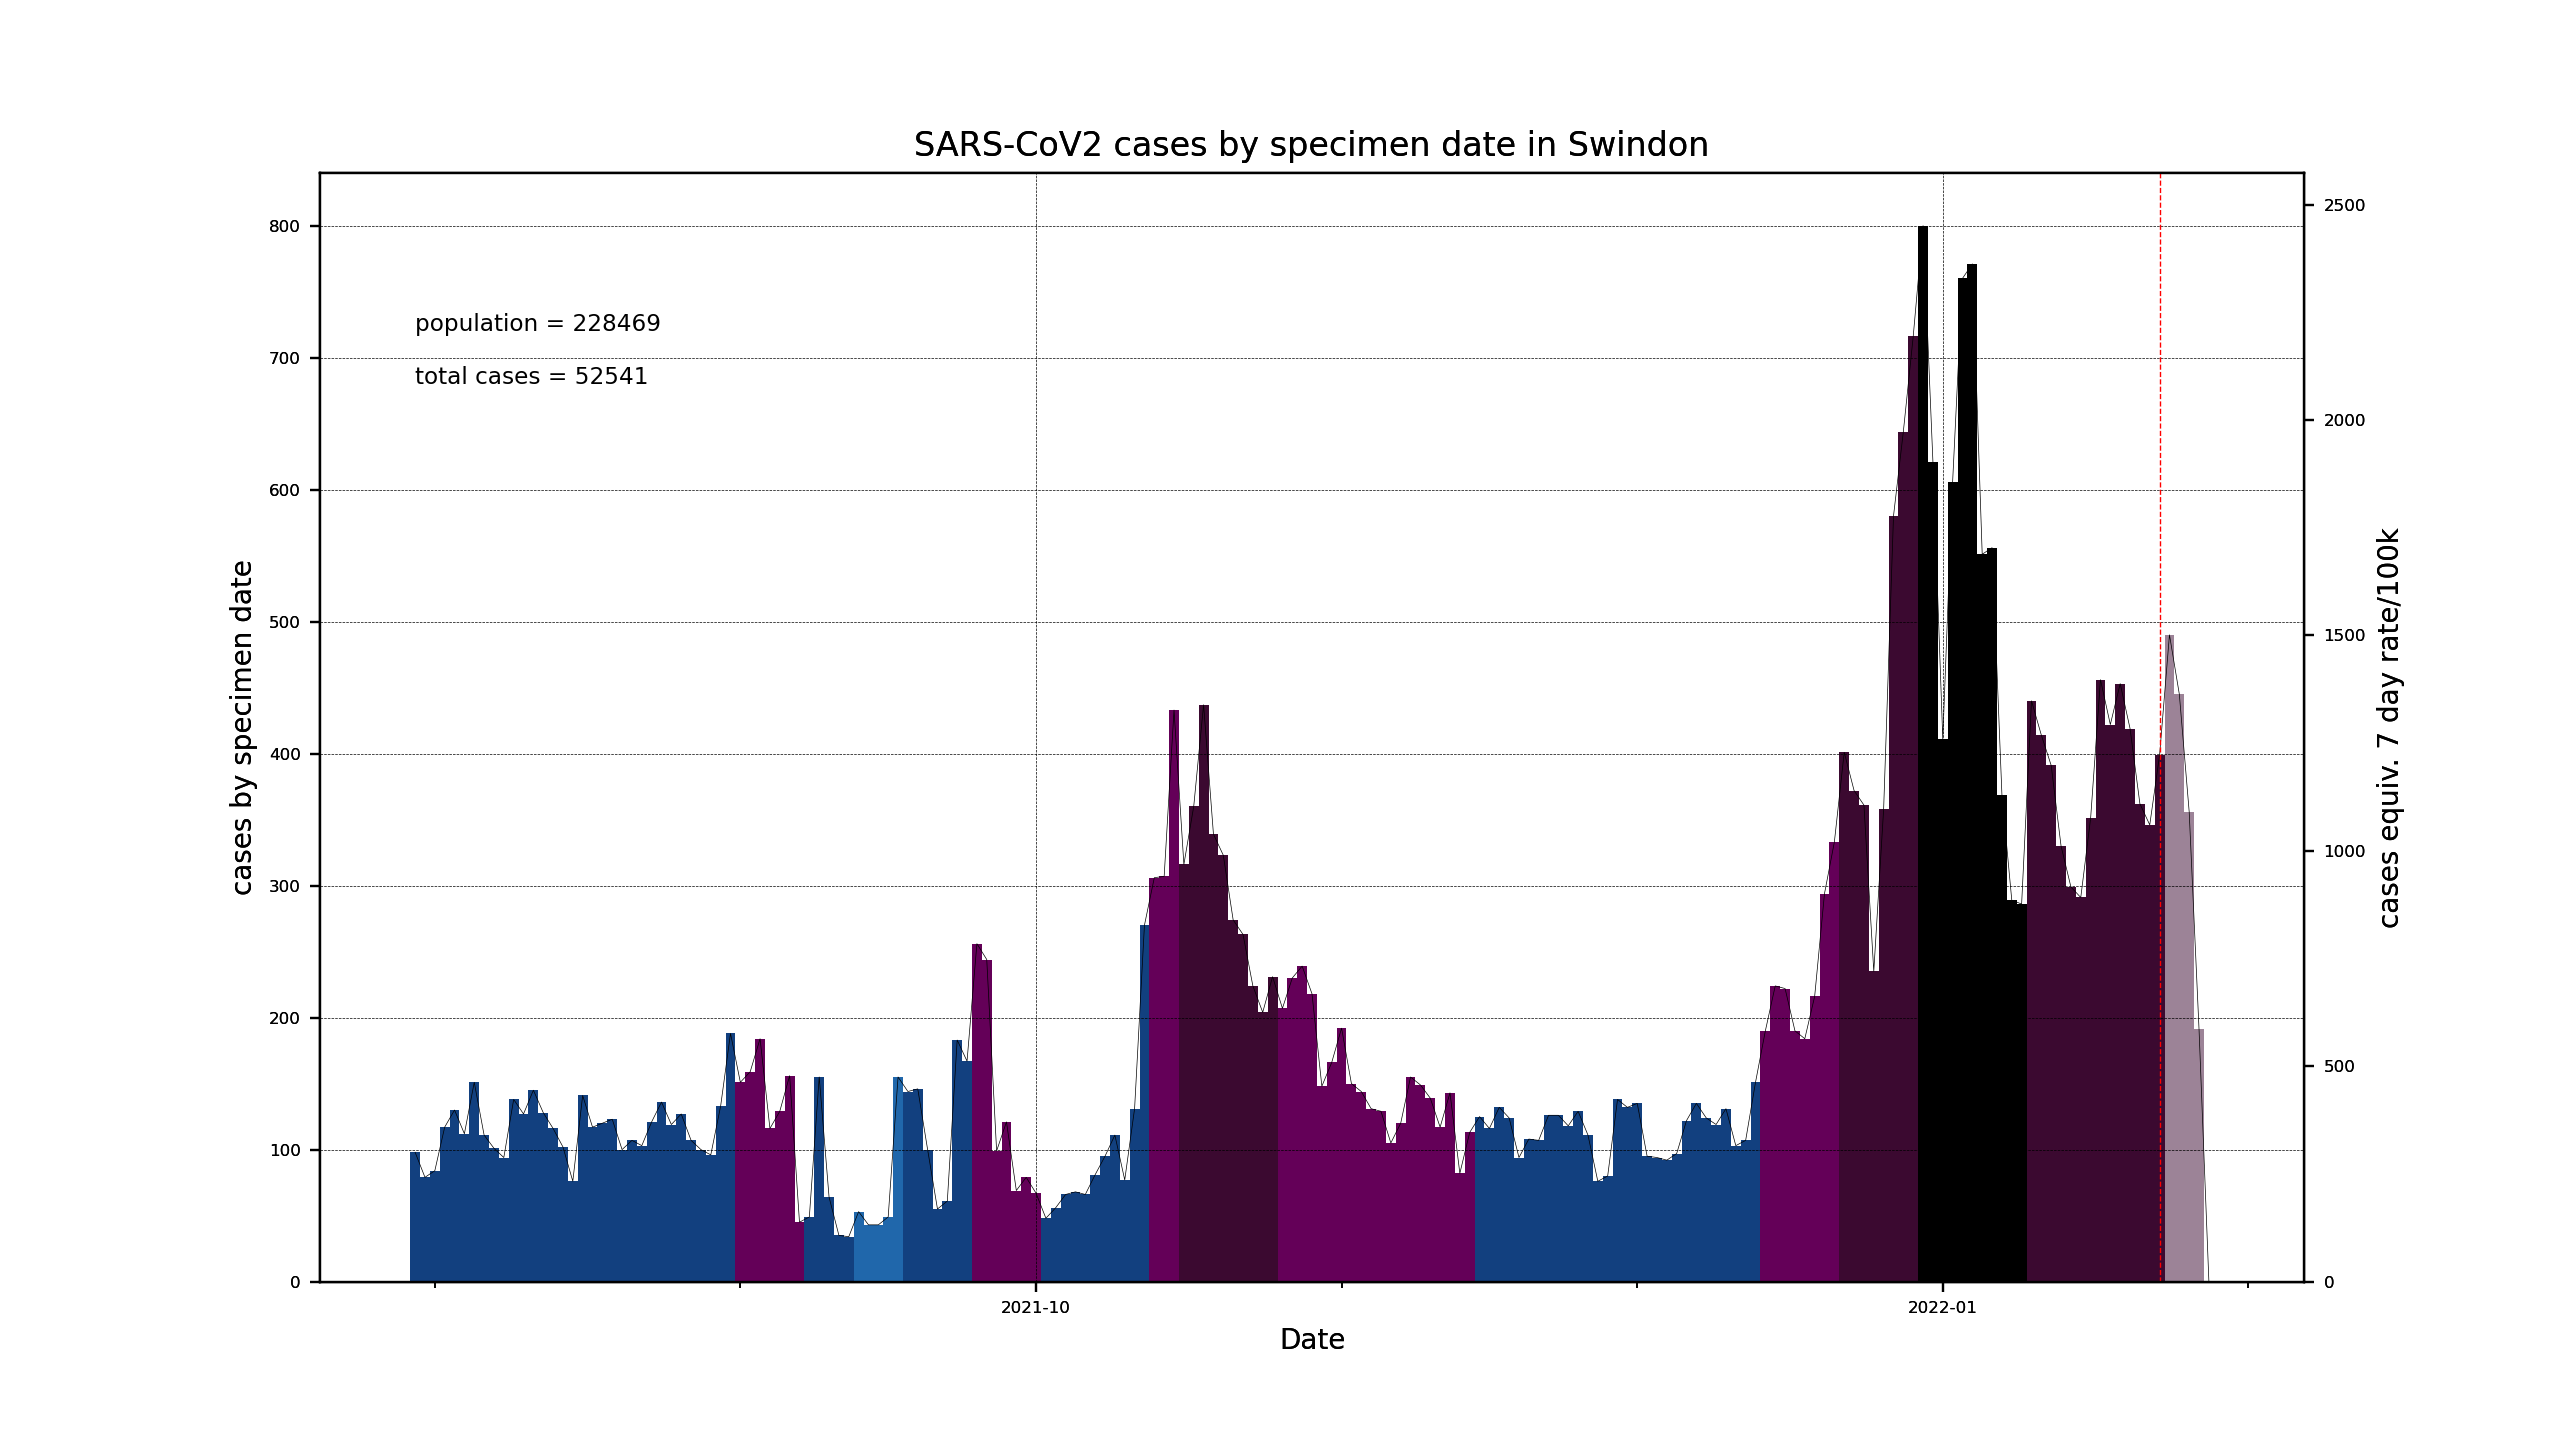 SARS-CoV2 cases by specimen date in Swindon
population = 228469
total cases = 52541
cases by specimen date
800
700
600
500
400
300
200
100
0
2500
2000
1500
1000
500
0
cases equiv. 7 day rate/100k
2021-10
2022-01
Date